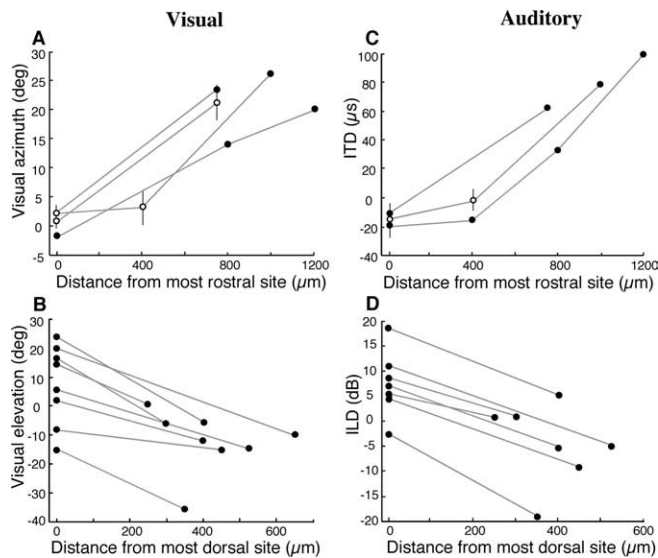 Visual
Auditory
A
Visual azimuth (deg)
30
25
20
15
10
5
0
-5
0 400 800 1200
Distance from most rostral site (µm)
C
ITD (µs)
100
80
60
40
20
0
-20
-40
0 400 800 1200
Distance from most rostral site (µm)
B
Visual elevation (deg)
30
20
10
0
-10
-20
-30
-40
0 200 400 600
Distance from most dorsal site (µm)
D
ILD (dB)
20
15
10
5
0
-5
-10
-15
-20
0 200 400 600
Distance from most dorsal site (µm)